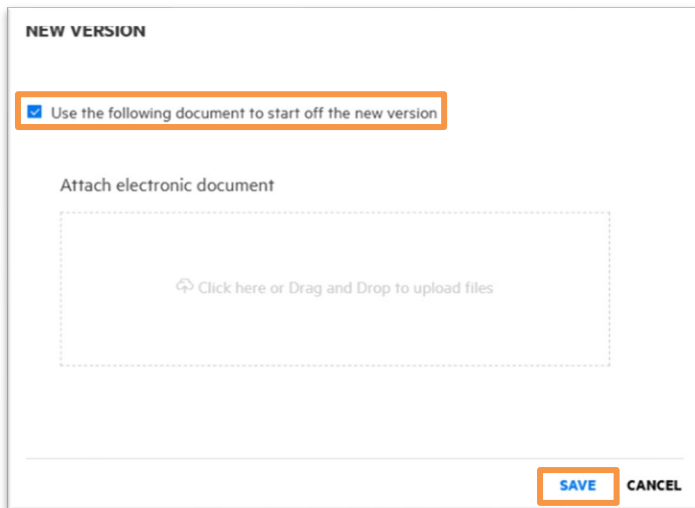 NEW VERSION
Use the following document to start off the new version
Attach electronic document
Click here or Drag and Drop to upload files
SAVE CANCEL